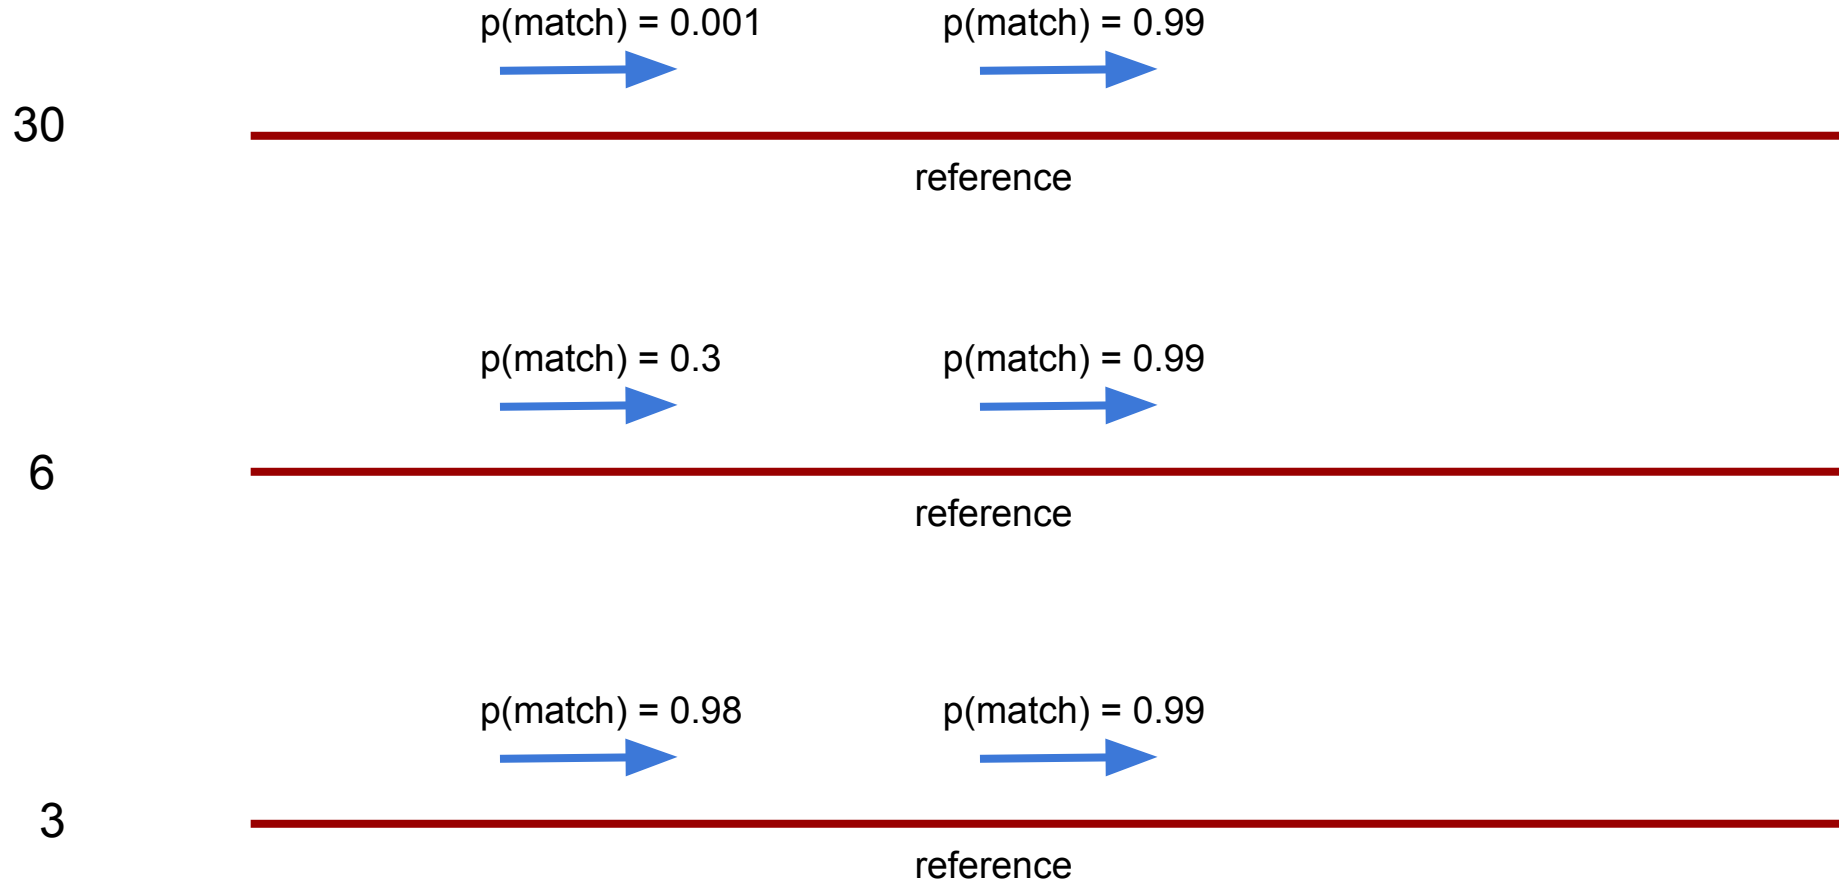 p(match) = 0.001 p(match) = 0.99
30
reference
p(match) = 0.3 p(match) = 0.99
6
reference
p(match) = 0.98 p(match) = 0.99
3
reference